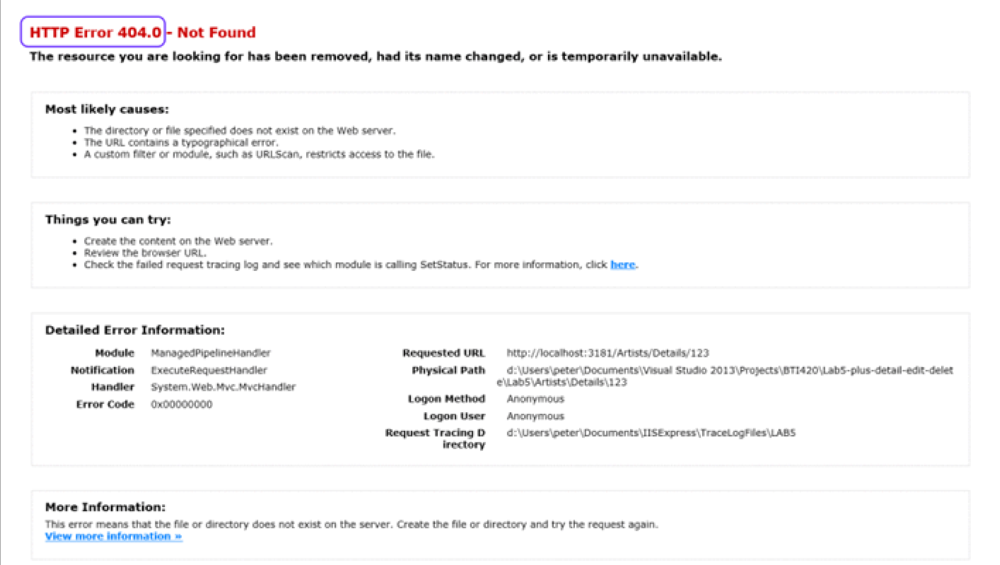 HTTP Error 404.0 - Not Found
The resource you are looking for has been removed, had its name changed, or is temporarily unavailable.
Most likely causes:
• The directory or file specified does not exist on the Web server.
• The URL contains a typographical error.
• A custom filter or module, such as URLScan, restricts access to the file.
Things you can try:
• Create the content on the Web server.
• Review the browser URL.
• Check the failed request tracing log and see which module is calling SetStatus. For more information, click here.
Detailed Error Information:
Module ManagedPipelineHandler
Notification ExecuteRequestHandler
Handler System.Web.Mvc.MvcHandler
Error Code 0x00000000
Requested URL http://localhost:3181/Artists/Details/123
Physical Path d:\Users\peter\Documents\Visual Studio 2013\Projects\BTI420\Lab5-plus-detail-edit-delet
e\Lab5\Artists\Details\123
Logon Method Anonymous
Logon User Anonymous
Request Tracing D d:\Users\peter\Documents\IISExpress\TraceLogFiles\LAB5
irectory
More Information:
This error means that the file or directory does not exist on the server. Create the file or directory and try the request again.
View more information »